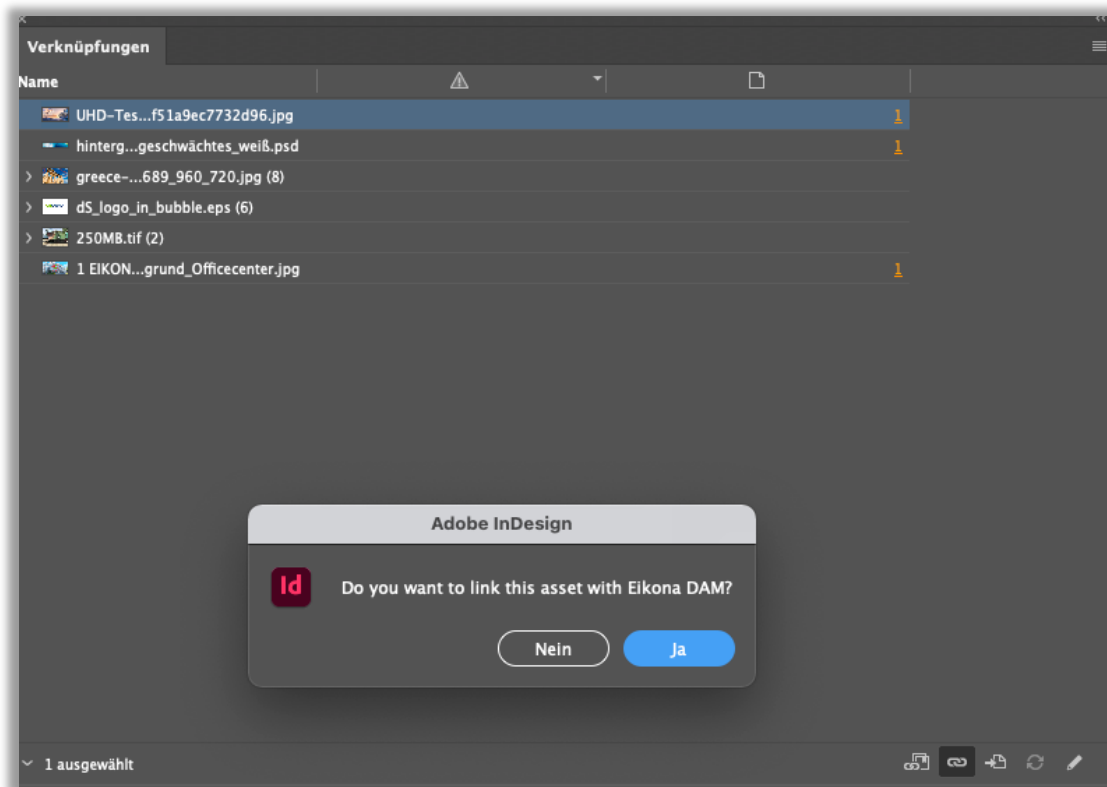 Verknüpfungen
Name
UHD-Tes...f51a9ec7732d96.jpg 1
hinterg...geschwächtes_weiß.psd 1
greece-...689_960_720.jpg (8)
dS_logo_in_bubble.eps (6)
250MB.tif (2)
1 EIKON...grund_Officecenter.jpg 1
Adobe InDesign
Id
Do you want to link this asset with Eikona DAM?
Nein Ja
1 ausgewählt